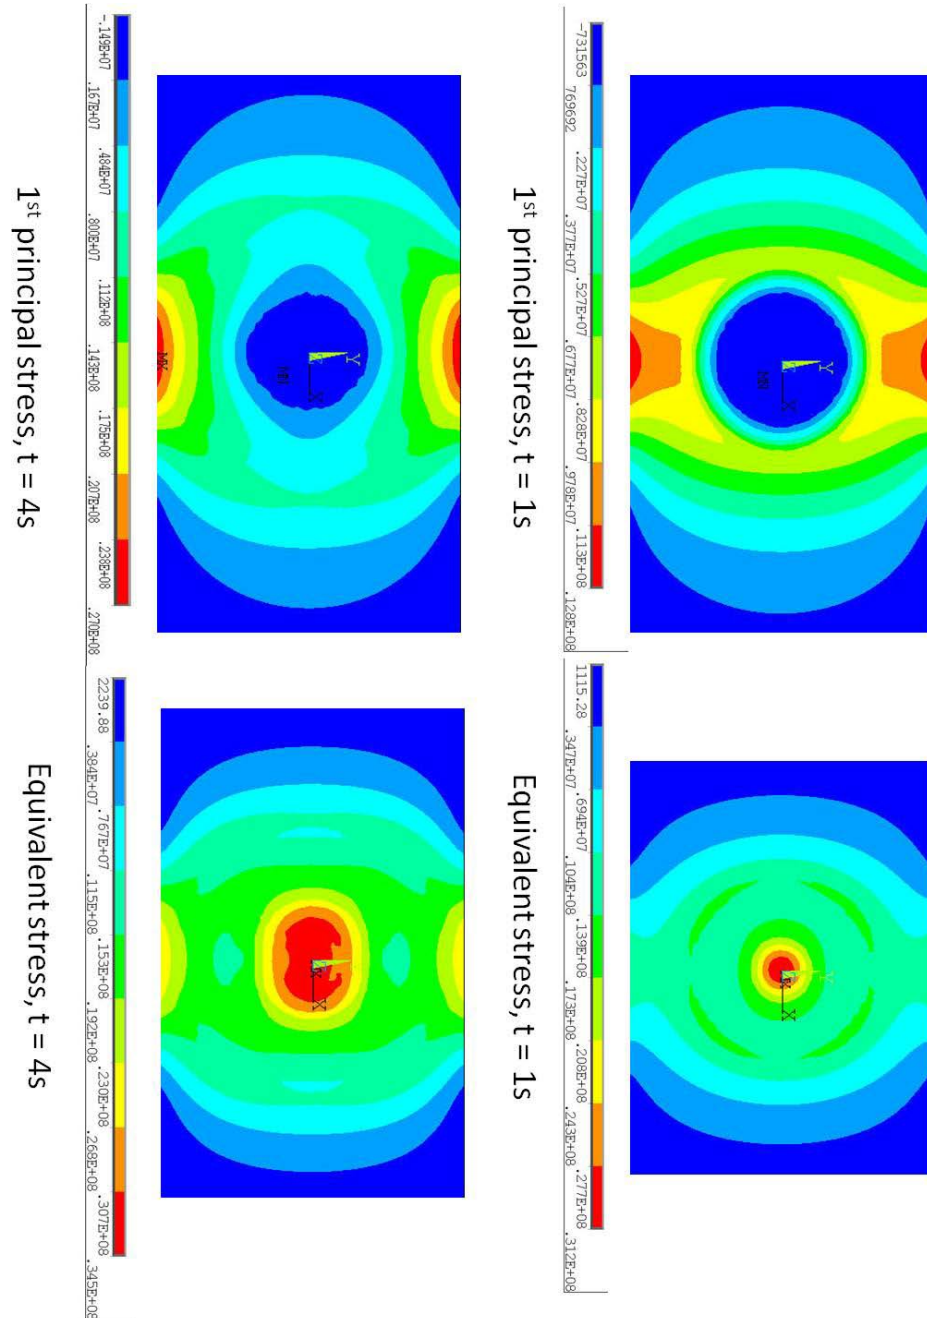 Y
MN
X
-731563 769692 .227E+07 .377E+07 .527E+07 .677E+07 .828E+07 .978E+07 .113E+08 .128E+08
1st principal stress, t = 1s
Y
X
1115.28 .347E+07 .694E+07 .104E+08 .139E+08 .173E+08 .208E+08 .243E+08 .277E+08 .312E+08
Equivalent stress, t = 1s
Y
X
MN
MX
-.149E+07 .167E+07 .484E+07 .800E+07 .112E+08 .143E+08 .175E+08 .207E+08 .238E+08 .270E+08
1st principal stress, t = 4s
X
2239.88 .384E+07 .767E+07 .115E+08 .153E+08 .192E+08 .230E+08 .268E+08 .307E+08 .345E+08
Equivalent stress, t = 4s